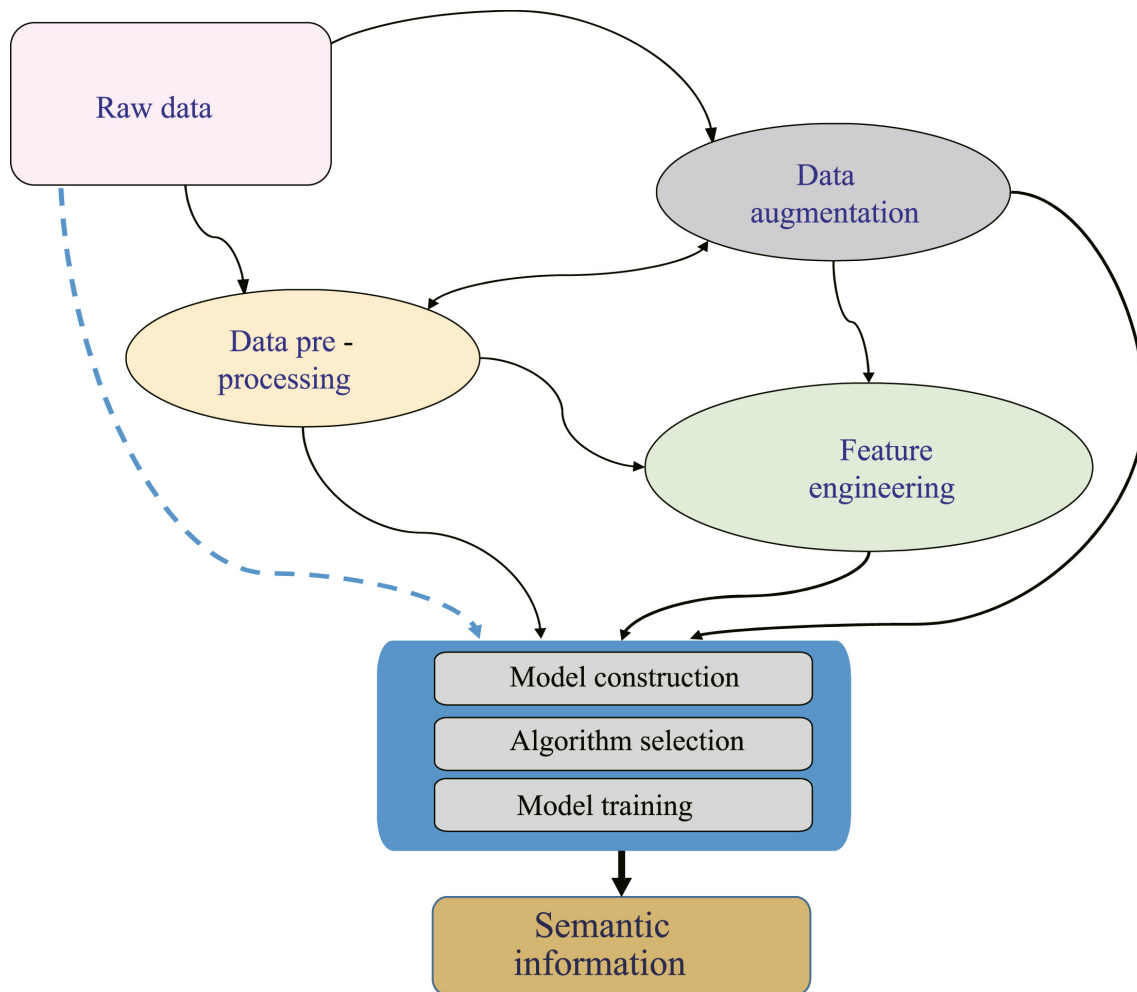 Raw data
Data
augmentation
Data pre -
processing
Feature
engineering
Model construction
Algorithm selection
Model training
Semantic
information